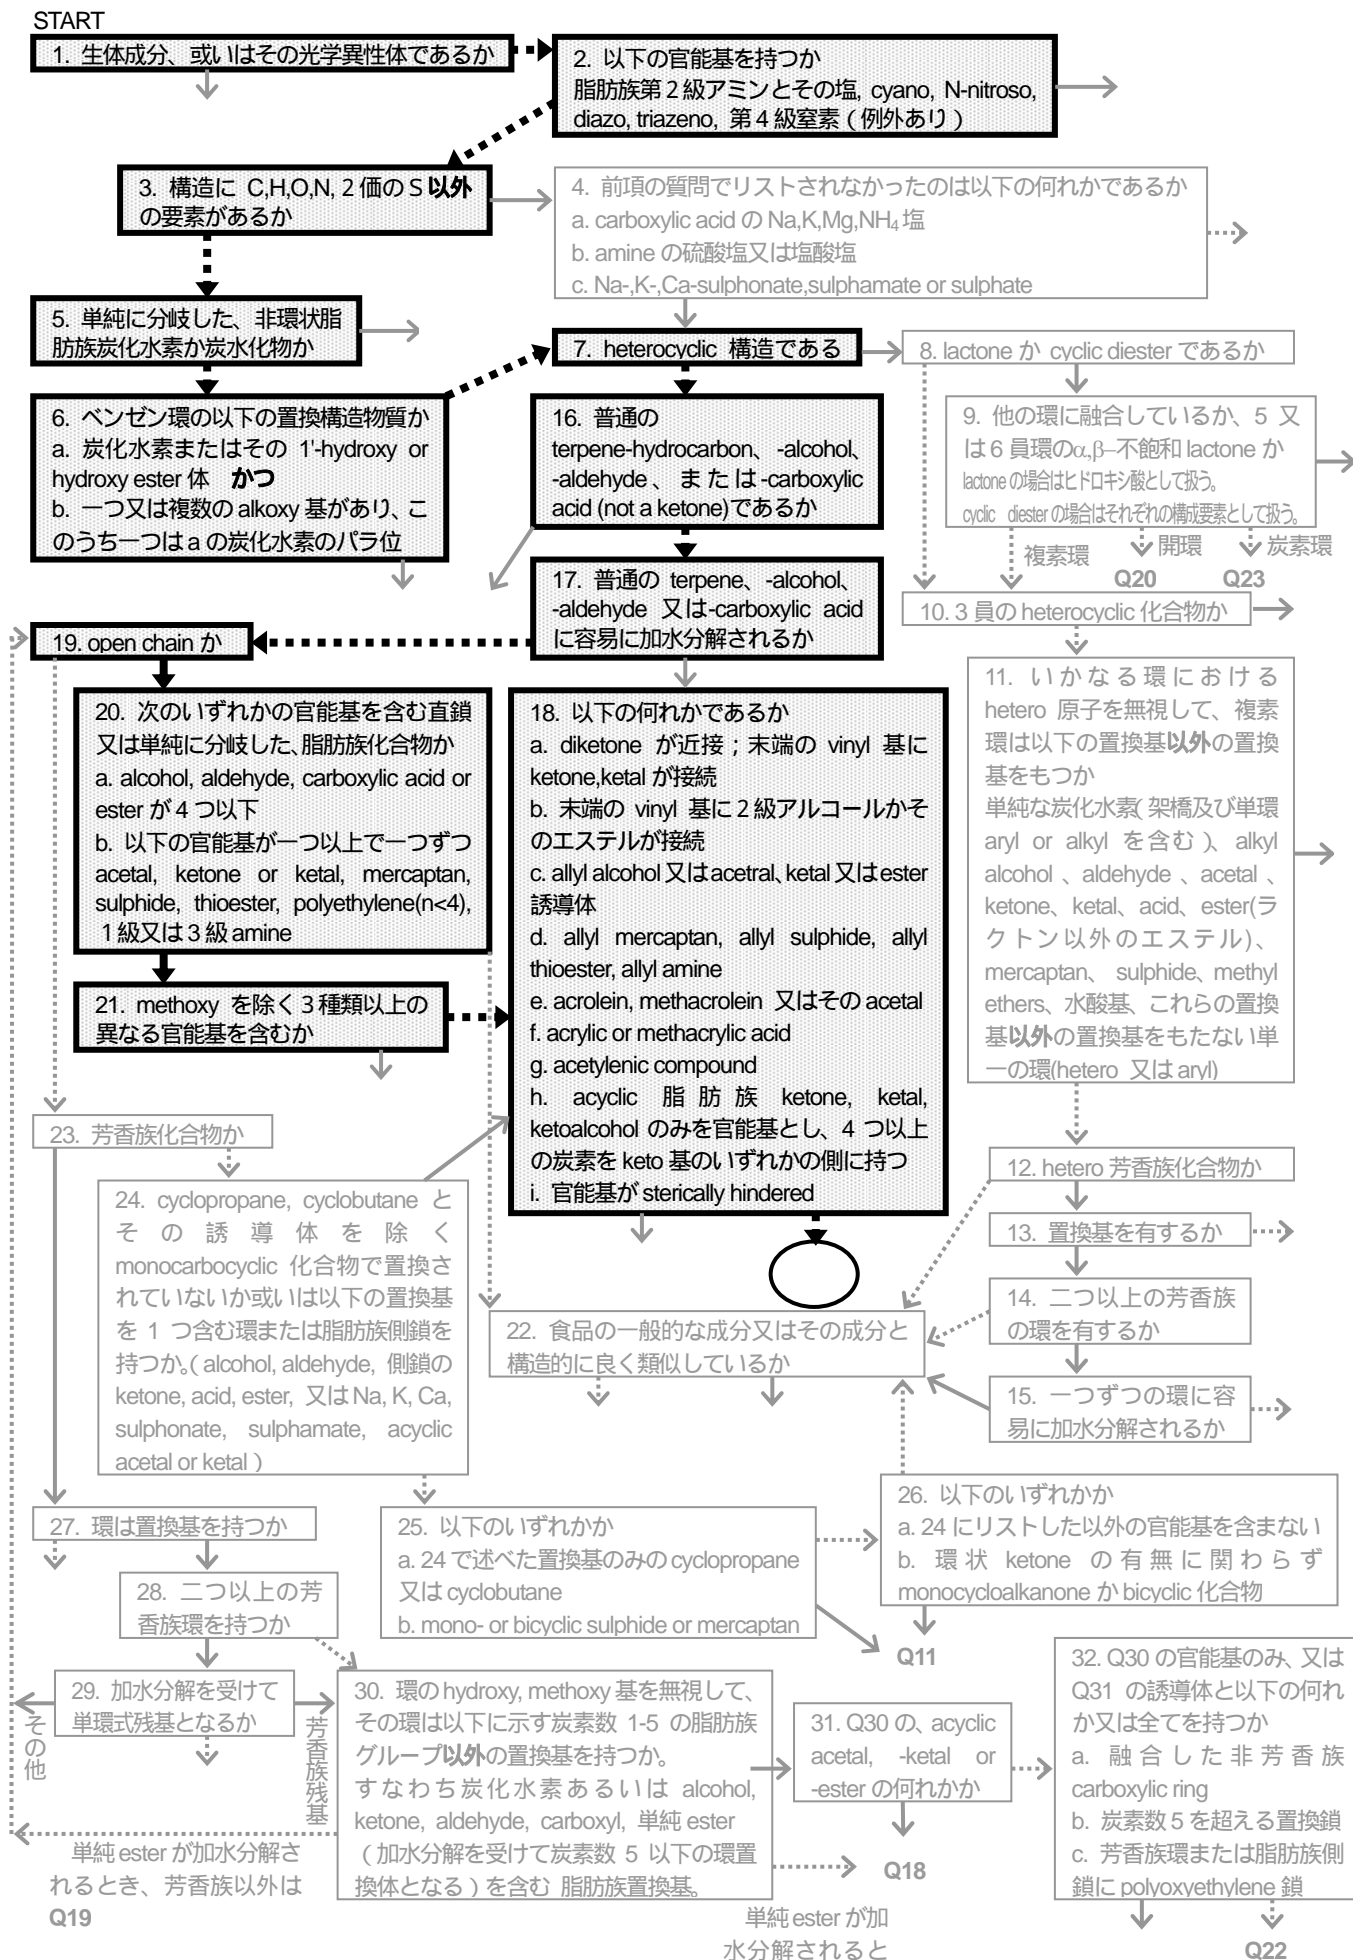 START
1. 生体成分、或いはその光学異性体であるか
2. 以下の官能基を持つか
脂肪族第２級アミンとその塩, cyano, N-nitroso,
diazo, triazeno, 第４級窒素（例外あり）
3. 構造に C,H,O,N, 2 価の S 以外
の要素があるか
4. 前項の質問でリストされなかったのは以下の何れかであるか
a. carboxylic acid の Na,K,Mg,NH4 塩
b. amine の硫酸塩又は塩酸塩
c. Na-,K-,Ca-sulphonate,sulphamate or sulphate
5. 単純に分岐した、非環状脂
肪族炭化水素か炭水化物か
7. heterocyclic 構造である
8. lactone か cyclic diester であるか
6. ベンゼン環の以下の置換構造物質か
a. 炭化水素またはその 1'-hydroxy or
hydroxy ester 体　かつ
b. 一つ又は複数の alkoxy 基があり、こ
のうち一つは a の炭化水素のパラ位
16. 普通の
terpene-hydrocarbon、-alcohol、
-aldehyde、または-carboxylic
acid (not a ketone)であるか
9. 他の環に融合しているか、5 又
は 6 員環のα,β–不飽和 lactone か
lactoneの場合はヒドロキシ酸として扱う。
cyclic diesterの場合はそれぞれの構成要素として扱う。
複素環
開環
炭素環
Q20
Q23
17. 普通の terpene、-alcohol、
-aldehyde 又は-carboxylic acid
に容易に加水分解されるか
10. 3 員の heterocyclic 化合物か
19. open chain か
11. いかなる環における
hetero 原子を無視して、複素
環は以下の置換基以外の置換
基をもつか
単純な炭化水素(架橋及び単環
aryl or alkyl を含む)、alkyl
alcohol、aldehyde、acetal、
ketone、ketal、acid、ester(ラ
クトン以外のエステル)、
mercaptan、sulphide、methyl
ethers、水酸基、これらの置換
基以外の置換基をもたない単
一の環(hetero 又は aryl)
20. 次のいずれかの官能基を含む直鎖
又は単純に分岐した、脂肪族化合物か
a. alcohol, aldehyde, carboxylic acid or
ester が 4 つ以下
b. 以下の官能基が一つ以上で一つずつ
acetal, ketone or ketal, mercaptan,
sulphide, thioester, polyethylene(n<4),
１級又は３級 amine
18. 以下の何れかであるか
a. diketone が近接；末端の vinyl 基に
ketone,ketal が接続
b. 末端の vinyl 基に２級アルコールかそ
のエステルが接続
c. allyl alcohol 又は acetral、ketal 又は ester
誘導体
d. allyl mercaptan, allyl sulphide, allyl
thioester, allyl amine
e. acrolein, methacrolein 又はその acetal
f. acrylic or methacrylic acid
g. acetylenic compound
h. acyclic 脂肪族 ketone, ketal,
ketoalcohol のみを官能基とし、4 つ以上
の炭素を keto 基のいずれかの側に持つ
i. 官能基が sterically hindered
21. methoxy を除く３種類以上の
異なる官能基を含むか
23. 芳香族化合物か
12. hetero 芳香族化合物か
24. cyclopropane, cyclobutane と
その誘導体を除く
monocarbocyclic 化合物で置換さ
れていないか或いは以下の置換基
を 1 つ含む環または脂肪族側鎖を
持つか。（alcohol, aldehyde, 側鎖の
ketone, acid, ester, 又は Na, K, Ca,
sulphonate, sulphamate, acyclic
acetal or ketal）
13. 置換基を有するか
14. 二つ以上の芳香族
の環を有するか
22. 食品の一般的な成分又はその成分と
構造的に良く類似しているか
15. 一つずつの環に容
易に加水分解されるか
27. 環は置換基を持つか
25. 以下のいずれかか
a. 24 で述べた置換基のみの cyclopropane
又は cyclobutane
b. mono- or bicyclic sulphide or mercaptan
26. 以下のいずれかか
a. 24 にリストした以外の官能基を含まない
b. 環状 ketone の有無に関わらず
monocycloalkanone か bicyclic 化合物
28. 二つ以上の芳
香族環を持つか
Q11
29. 加水分解を受けて
単環式残基となるか
その他
芳香族残基
30. 環の hydroxy, methoxy 基を無視して、
その環は以下に示す炭素数 1-5 の脂肪族
グループ以外の置換基を持つか。
すなわち炭化水素あるいは alcohol,
ketone, aldehyde, carboxyl, 単純 ester
（加水分解を受けて炭素数 5 以下の環置
換体となる）を含む 脂肪族置換基。
31. Q30 の、acyclic
acetal, -ketal or
-ester の何れかか
32. Q30 の官能基のみ、又は
Q31 の誘導体と以下の何れ
か又は全てを持つか
a. 融合した非芳香族
carboxylic ring
b. 炭素数 5 を超える置換鎖
c. 芳香族環または脂肪族側
鎖に polyoxyethylene 鎖
Q18
単純 ester が加水分解さ
れるとき、芳香族以外は
Q19
単純 ester が加
水分解されると
Q22